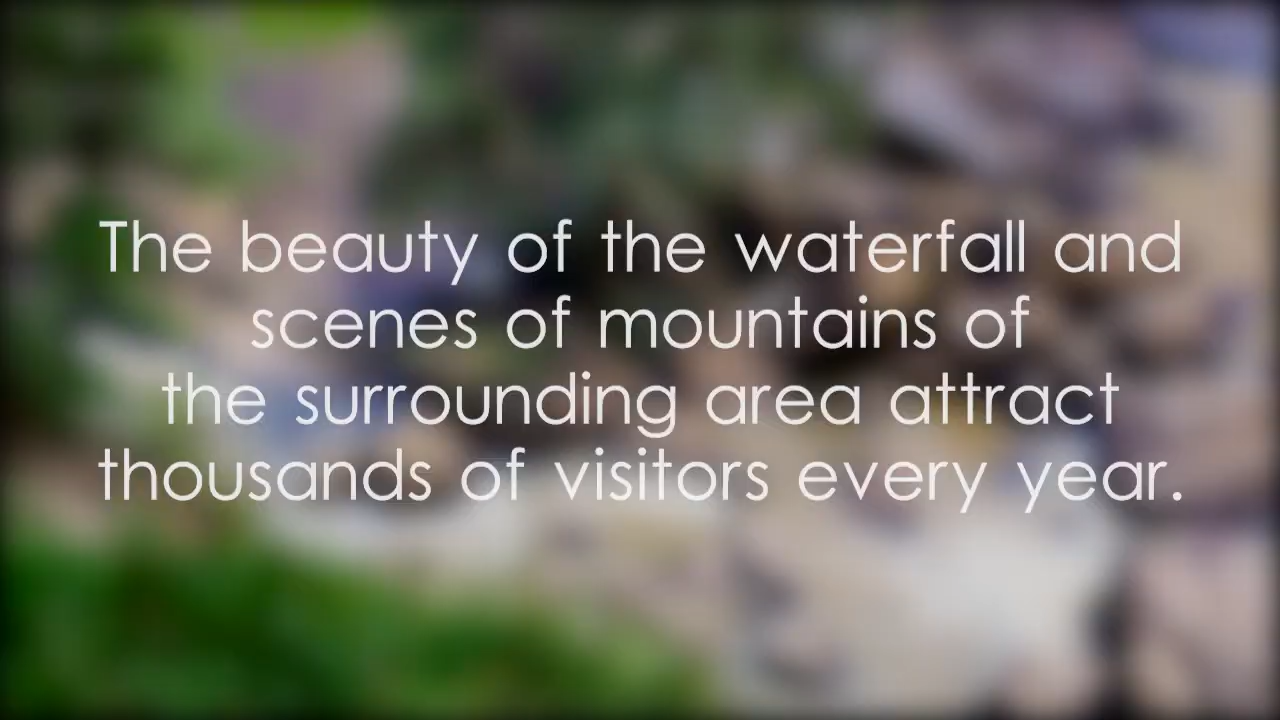 The beauty of the waterfall and
scenes of mountains of
the surrounding area attract
thousands of visitors every year.